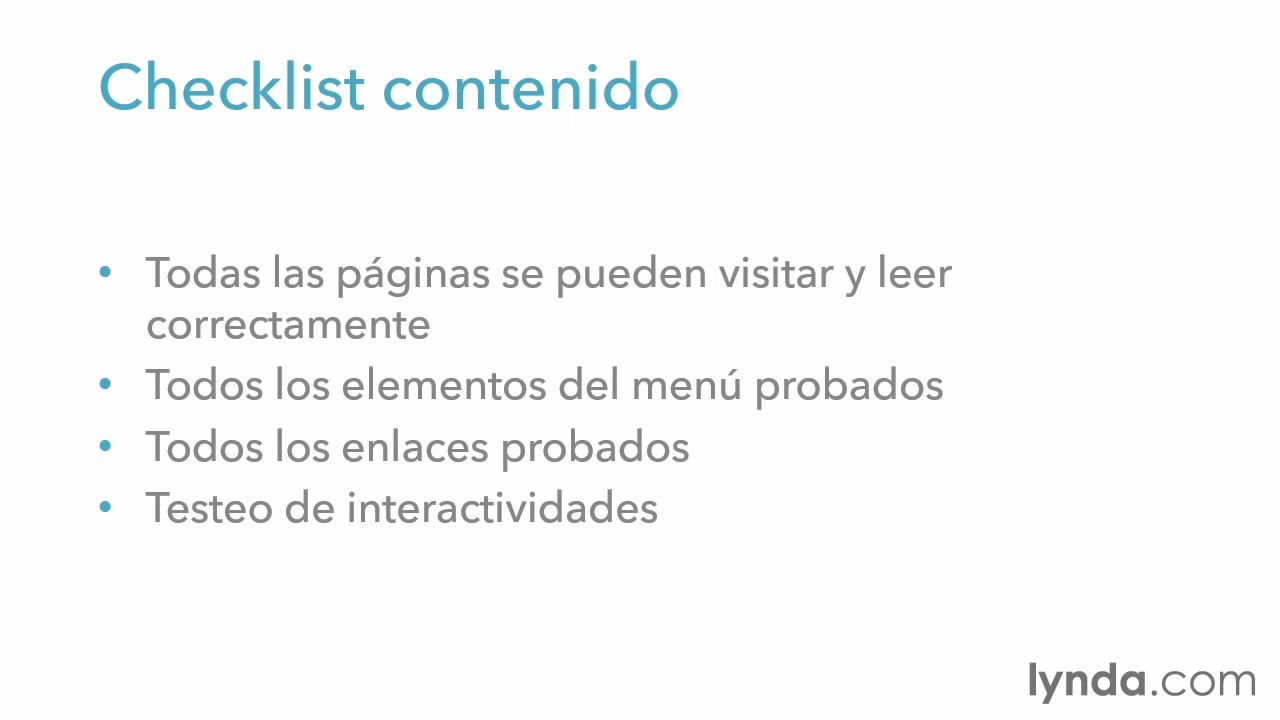 Checklist contenido
• Todas las páginas se pueden visitar y leer
correctamente
• Todos los elementos del menú probados
• Todos los enlaces probados
• Testeo de interactividades
lynda.com